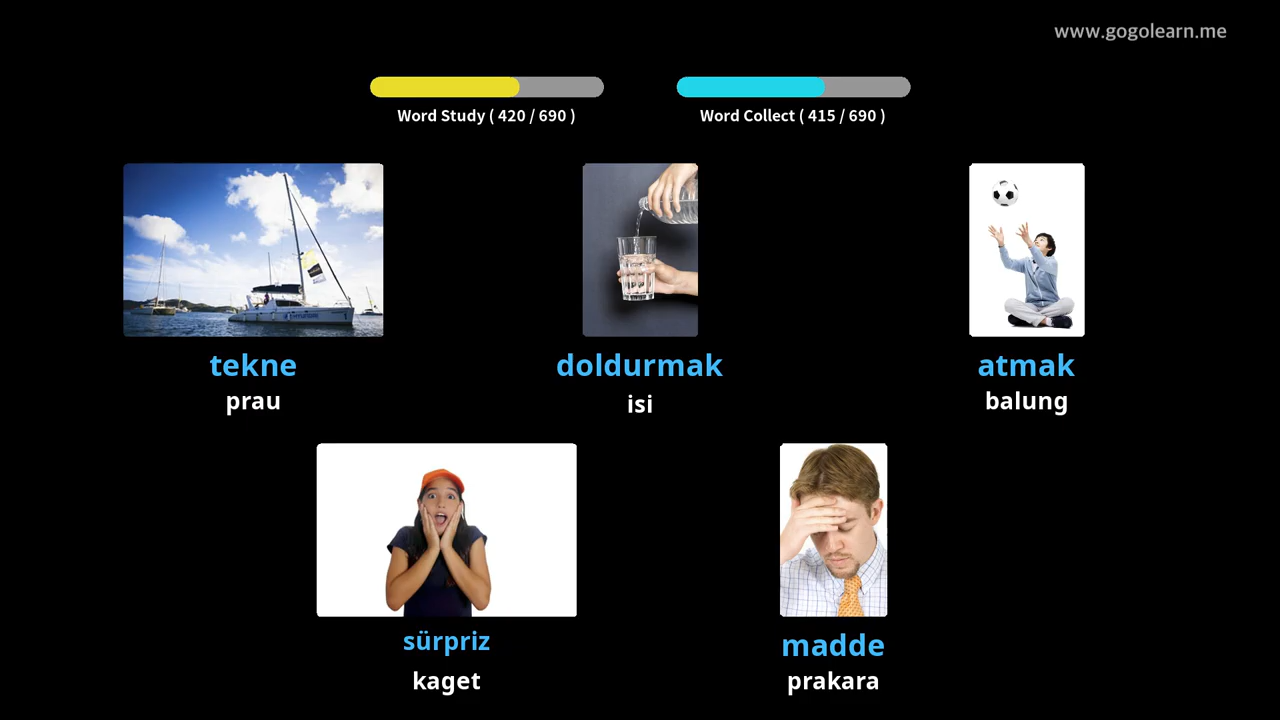 www.gogolearn.me
Word Study ( 420 / 690 )
Word Collect ( 415 / 690 )
tekne
prau
doldurmak
isi
atmak
balung
sürpriz
kaget
madde
prakara